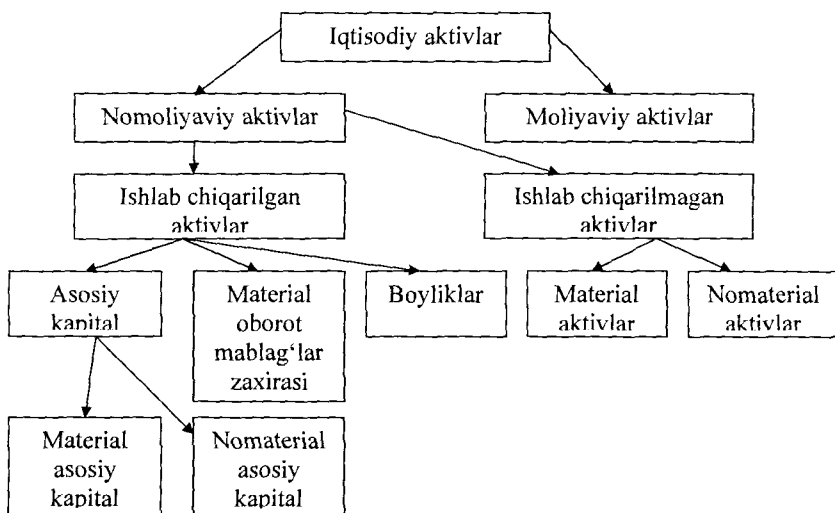 Iqtisodiy aktivlar
Nomoliyaviy aktivlar
Moliyaviy aktivlar
Ishlab chiqarilgan
aktivlar
Ishlab chiqarilmagan
aktivlar
Asosiy
kapital
Material
oborot
mablag‘lar
zaxirasi
Boyliklar
Material
aktivlar
Nomaterial
aktivlar
Material
asosiy
kapital
Nomaterial
asosiy
kapital